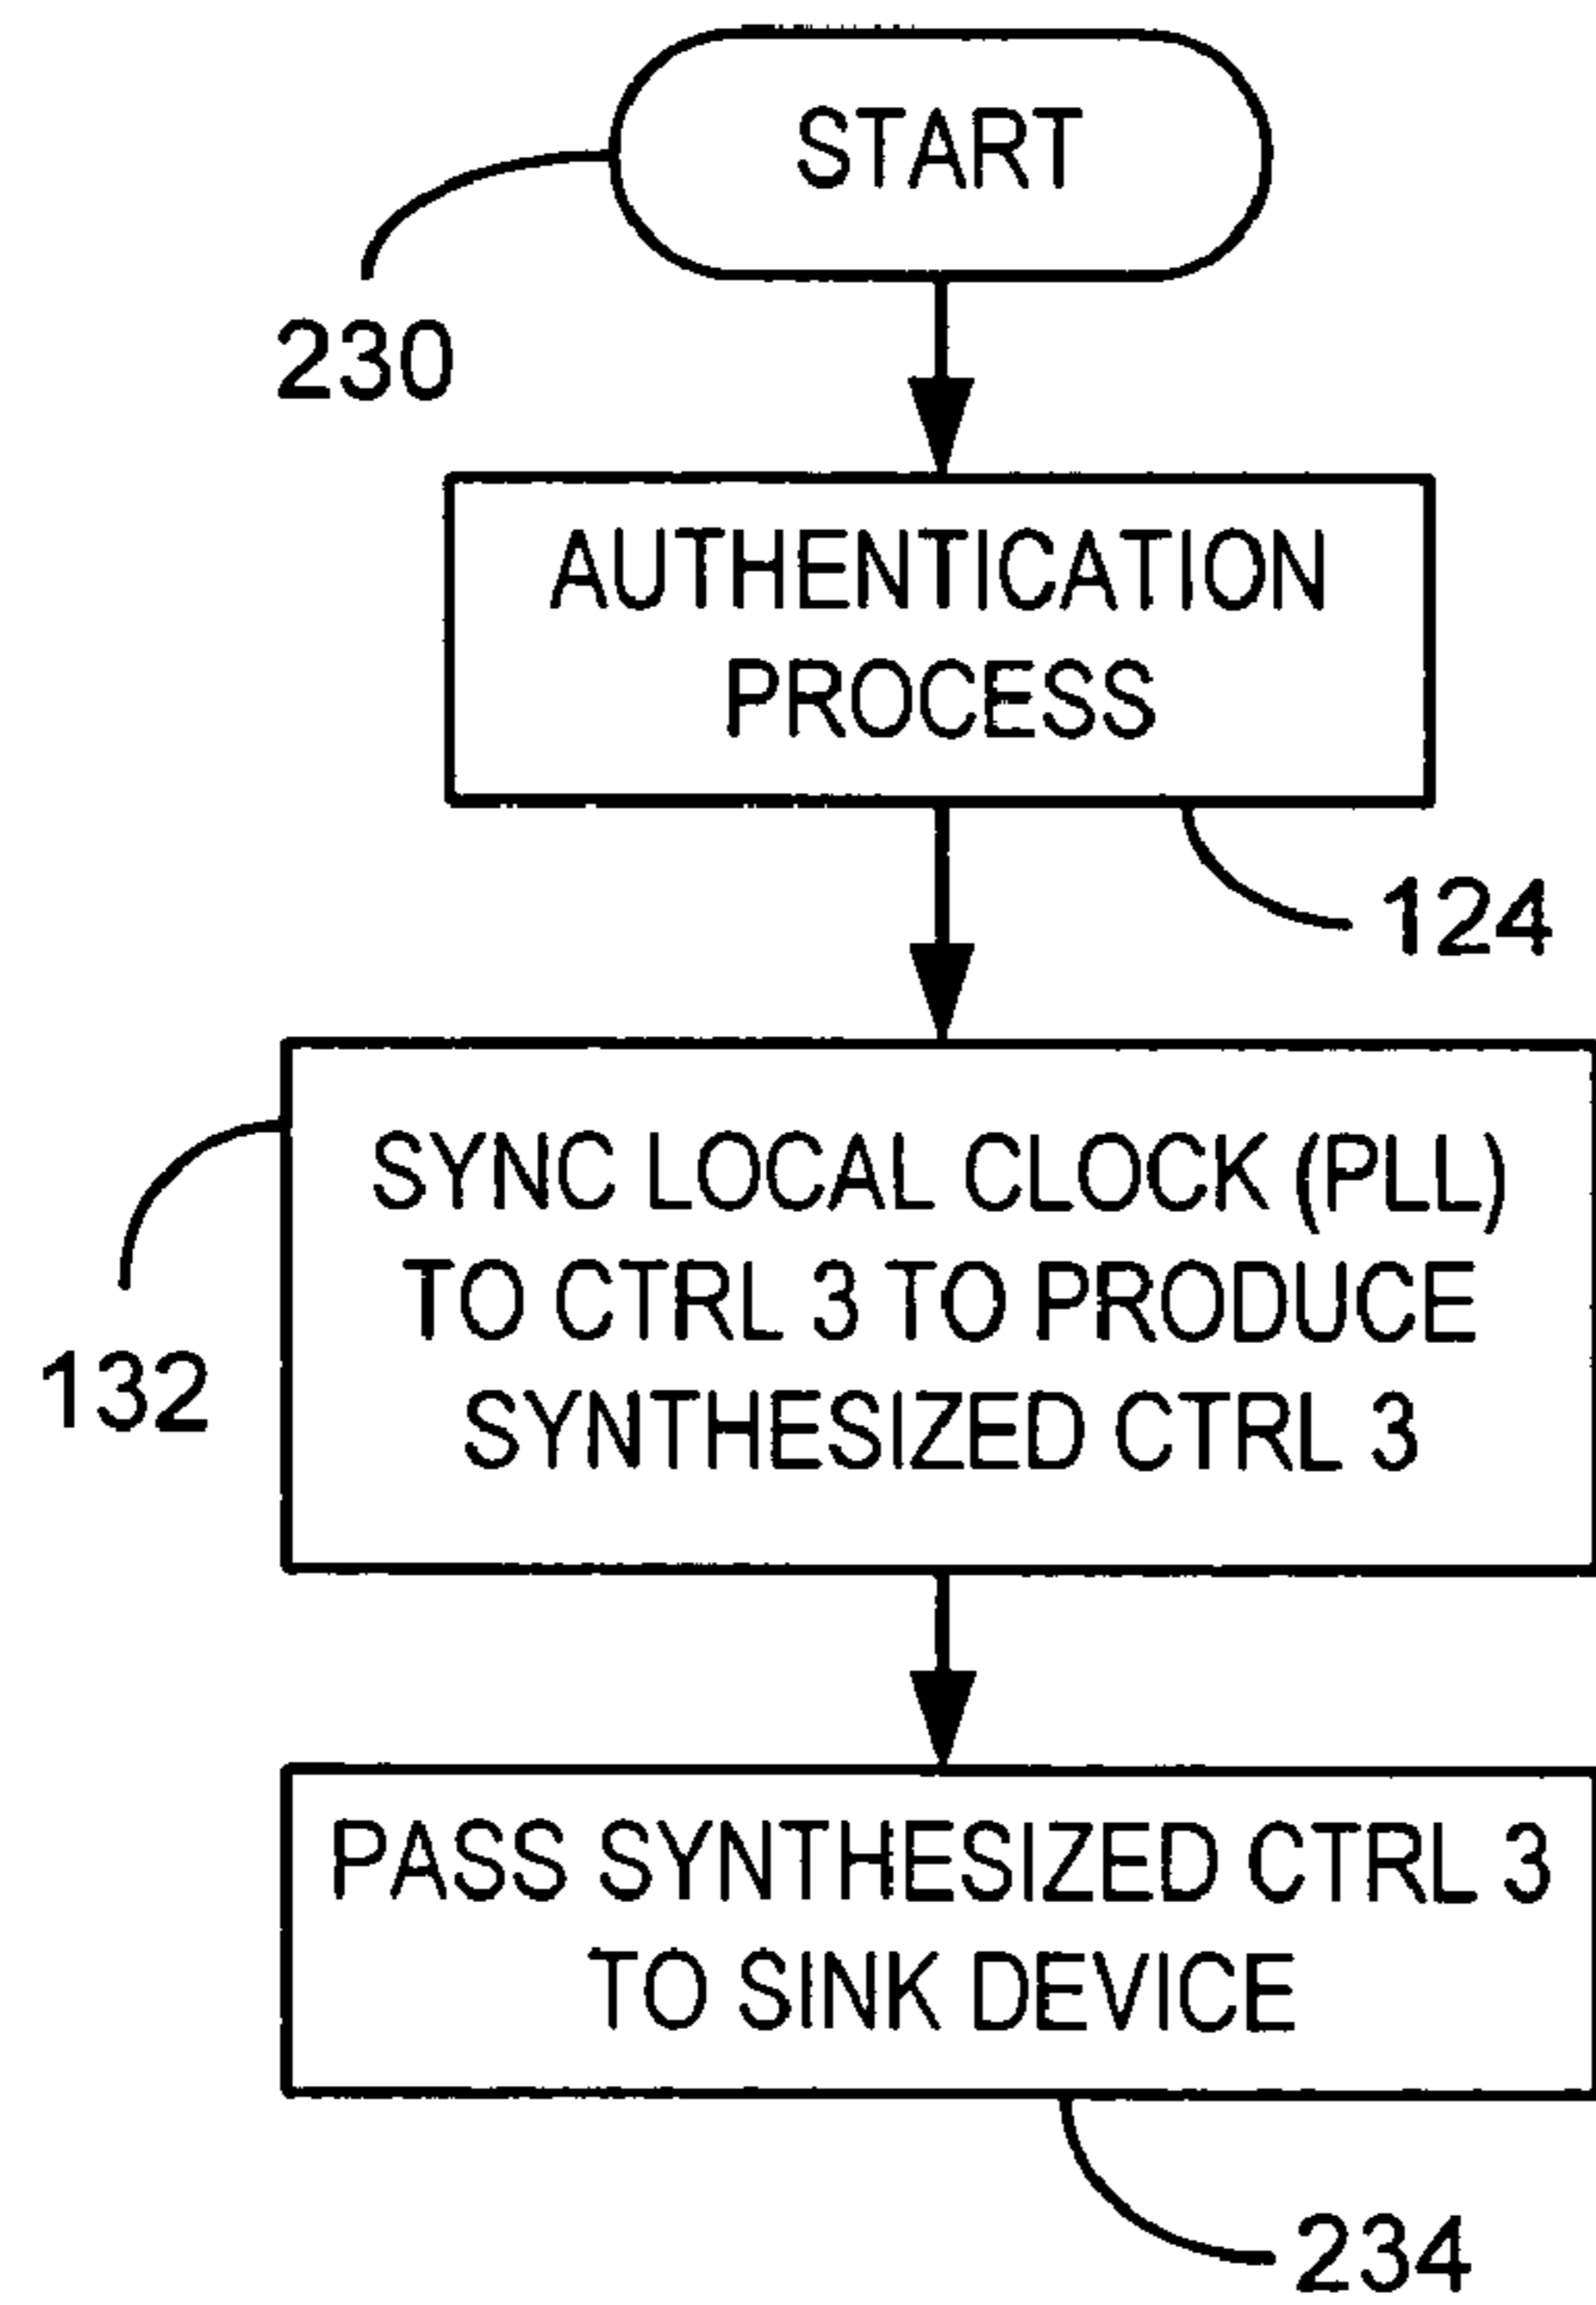 START
230
AUTHENTICATION
PROCESS
124
SYNC LOCAL CLOCK (PLL)
TO CTRL 3 TO PRODUCE
SYNTHESIZED CTRL 3
132
PASS SYNTHESIZED CTRL 3
TO SINK DEVICE
234